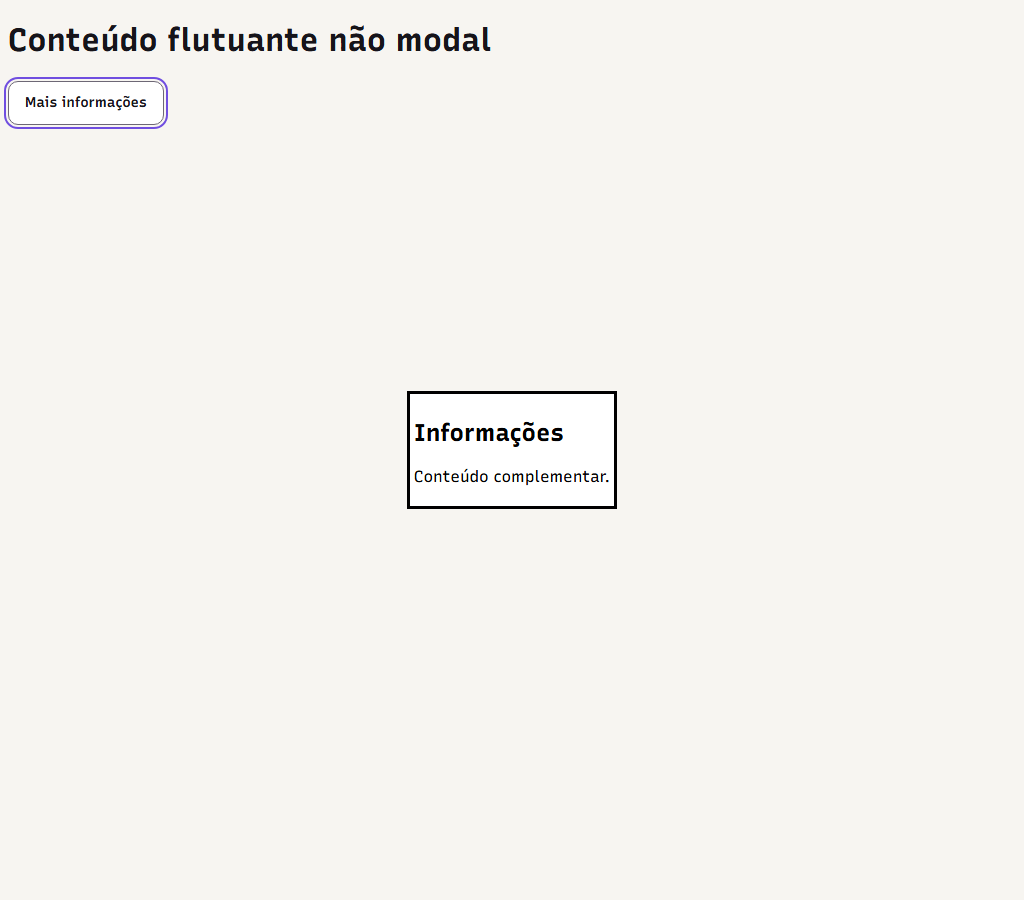 Conteúdo flutuante não modal
Mais informações
Informações
Conteúdo complementar.